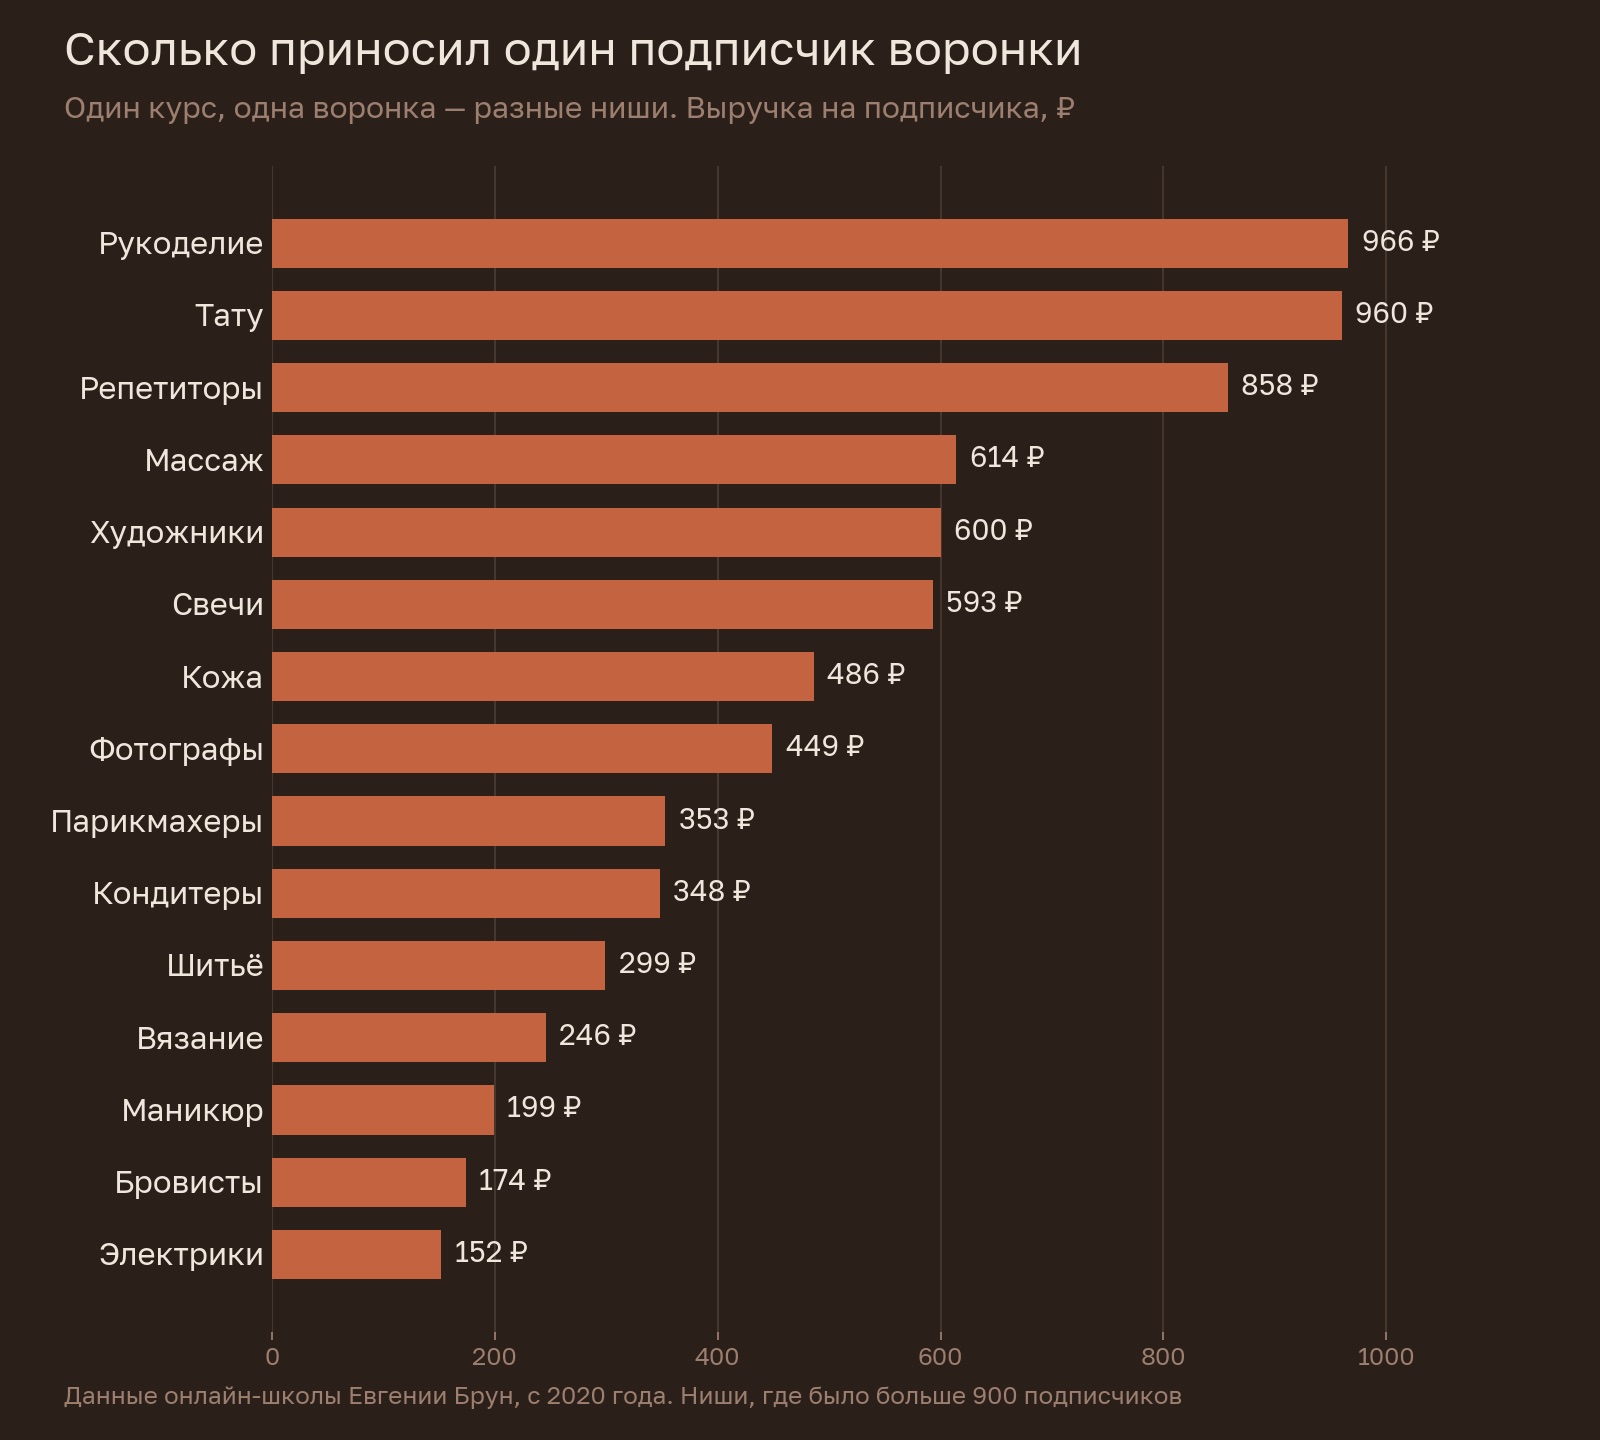 Сколько приносил один подписчик воронки
Один курс, одна воронка — разные ниши. Выручка на подписчика, ₽
Рукоделие 966 ₽
Тату 960 ₽
Репетиторы 858 ₽
Массаж 614 ₽
Художники 600 ₽
Свечи 593 ₽
Кожа 486 ₽
Фотографы 449 ₽
Парикмахеры 353 ₽
Кондитеры 348 ₽
Шитьё 299 ₽
Вязание 246 ₽
Маникюр 199 ₽
Бровисты 174 ₽
Электрики 152 ₽
0 200 400 600 800 1000
Данные онлайн-школы Евгении Брун, с 2020 года. Ниши, где было больше 900 подписчиков